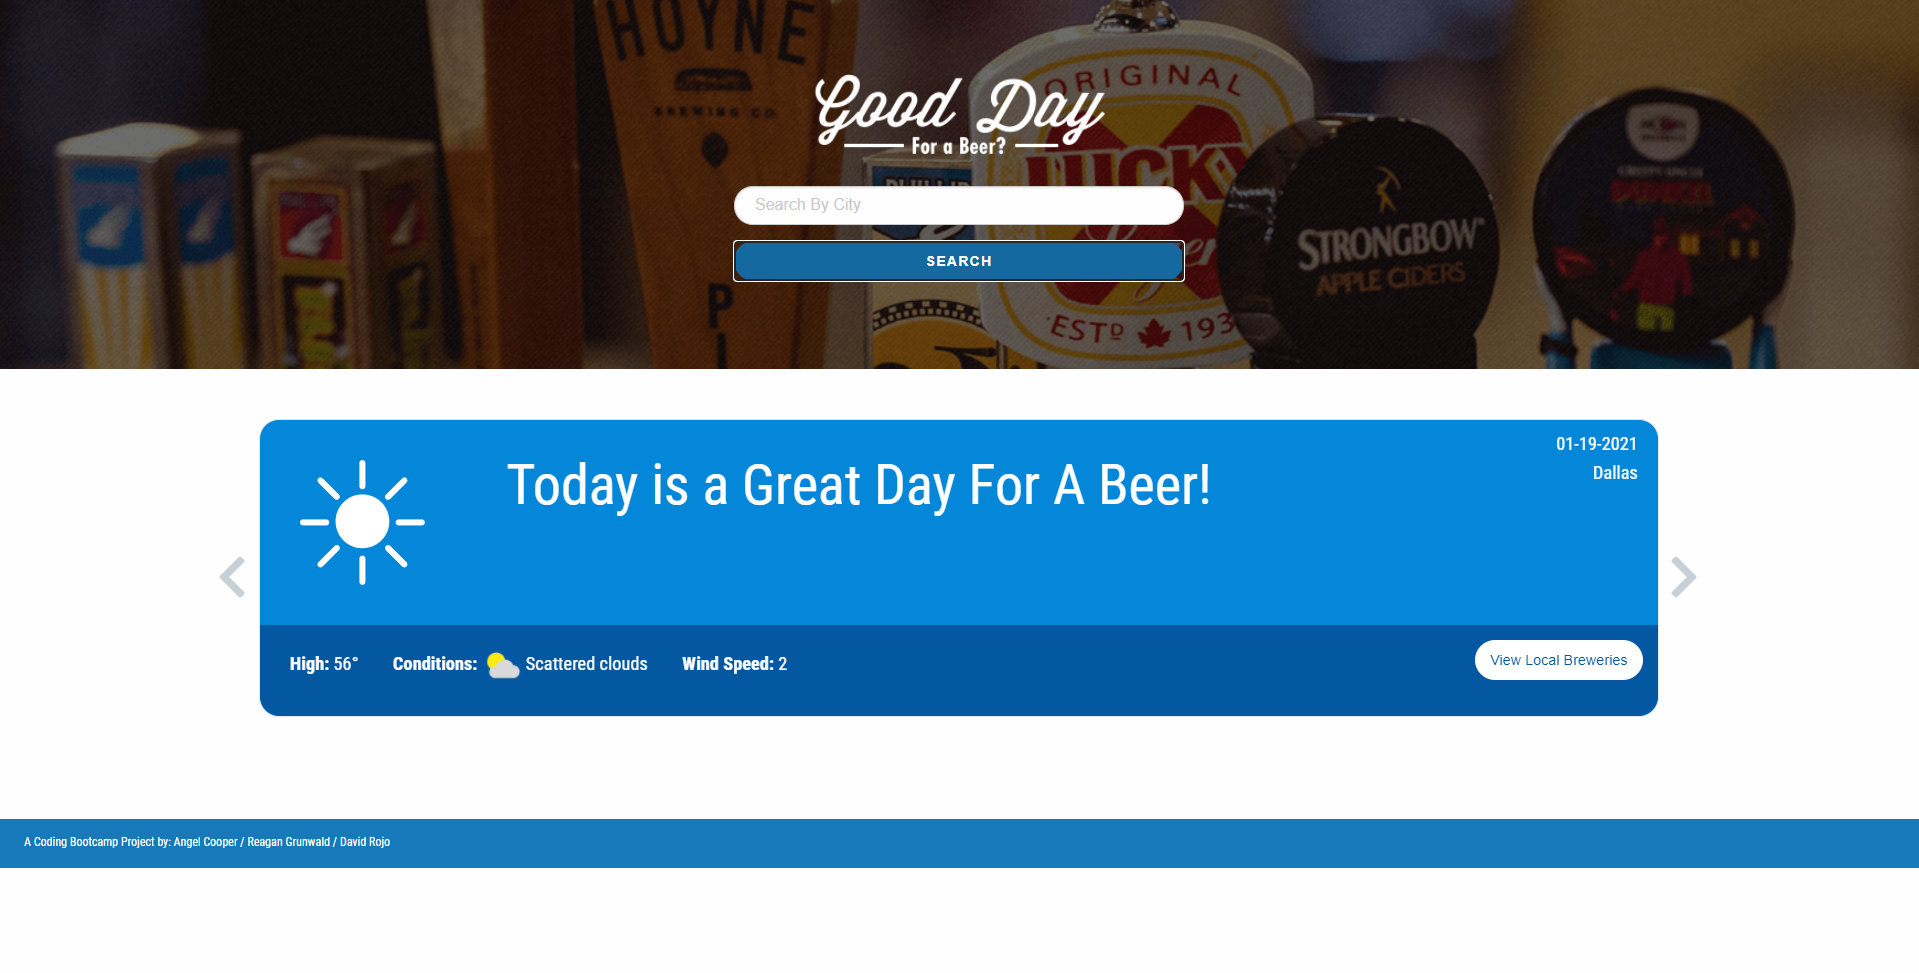 HOYNE
BREWING CO.
Good Day
For a Beer?
ORIGINAL
LUCKY
ESTD 193
STRONGBOW
APPLE CIDERS
Search By City
SEARCH
01-19-2021
Today is a Great Day For A Beer!
Dallas
High: 56°
Conditions: Scattered clouds
Wind Speed: 2
View Local Breweries
A Coding Bootcamp Project by: Angel Cooper / Reagan Grunwald / David Rojo